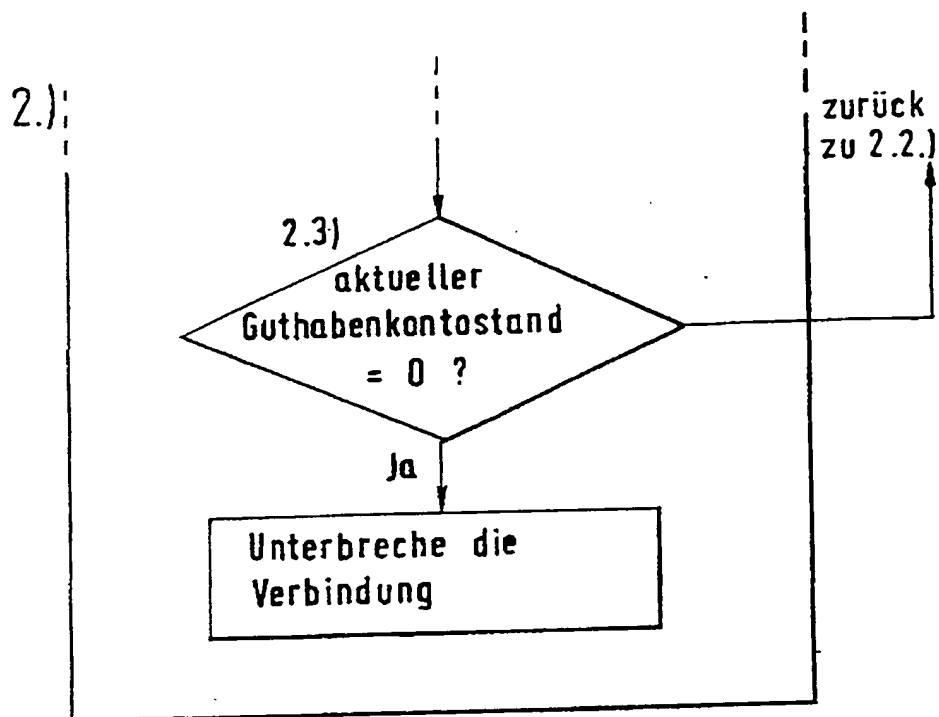 2.)
zurück
zu 2.2.)
2.3)
aktueller
Guthabenkontostand
= 0 ?
Ja
Unterbreche die
Verbindung